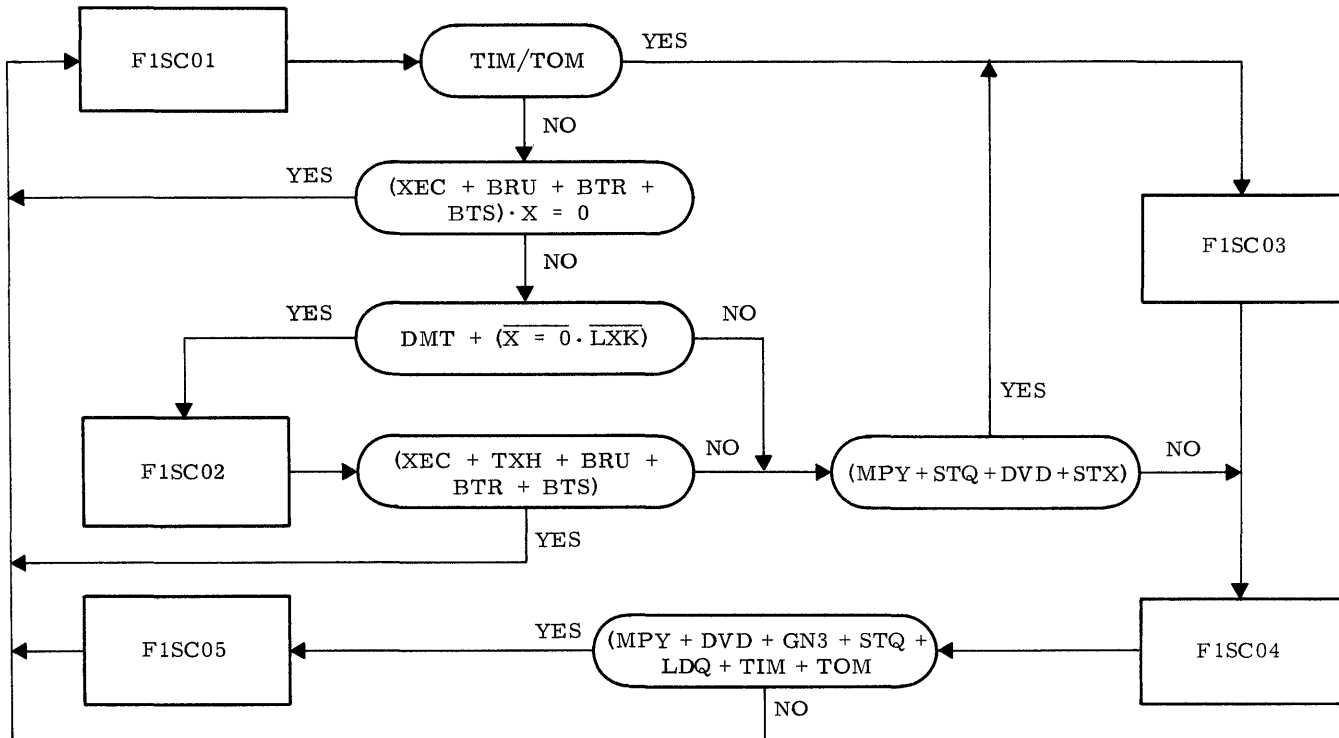 F1SC01
TIM/TOM
YES
NO
YES
(XEC + BRU + BTR +
BTS) · X = 0
NO
F1SC03
YES
DMT + (X̅ ̅=̅ ̅0̅ · L̅X̅K̅)
NO
YES
F1SC02
(XEC + TXH + BRU +
BTR + BTS)
NO
(MPY + STQ + DVD + STX)
NO
YES
F1SC05
YES
(MPY + DVD + GN3 + STQ +
LDQ + TIM + TOM
F1SC04
NO